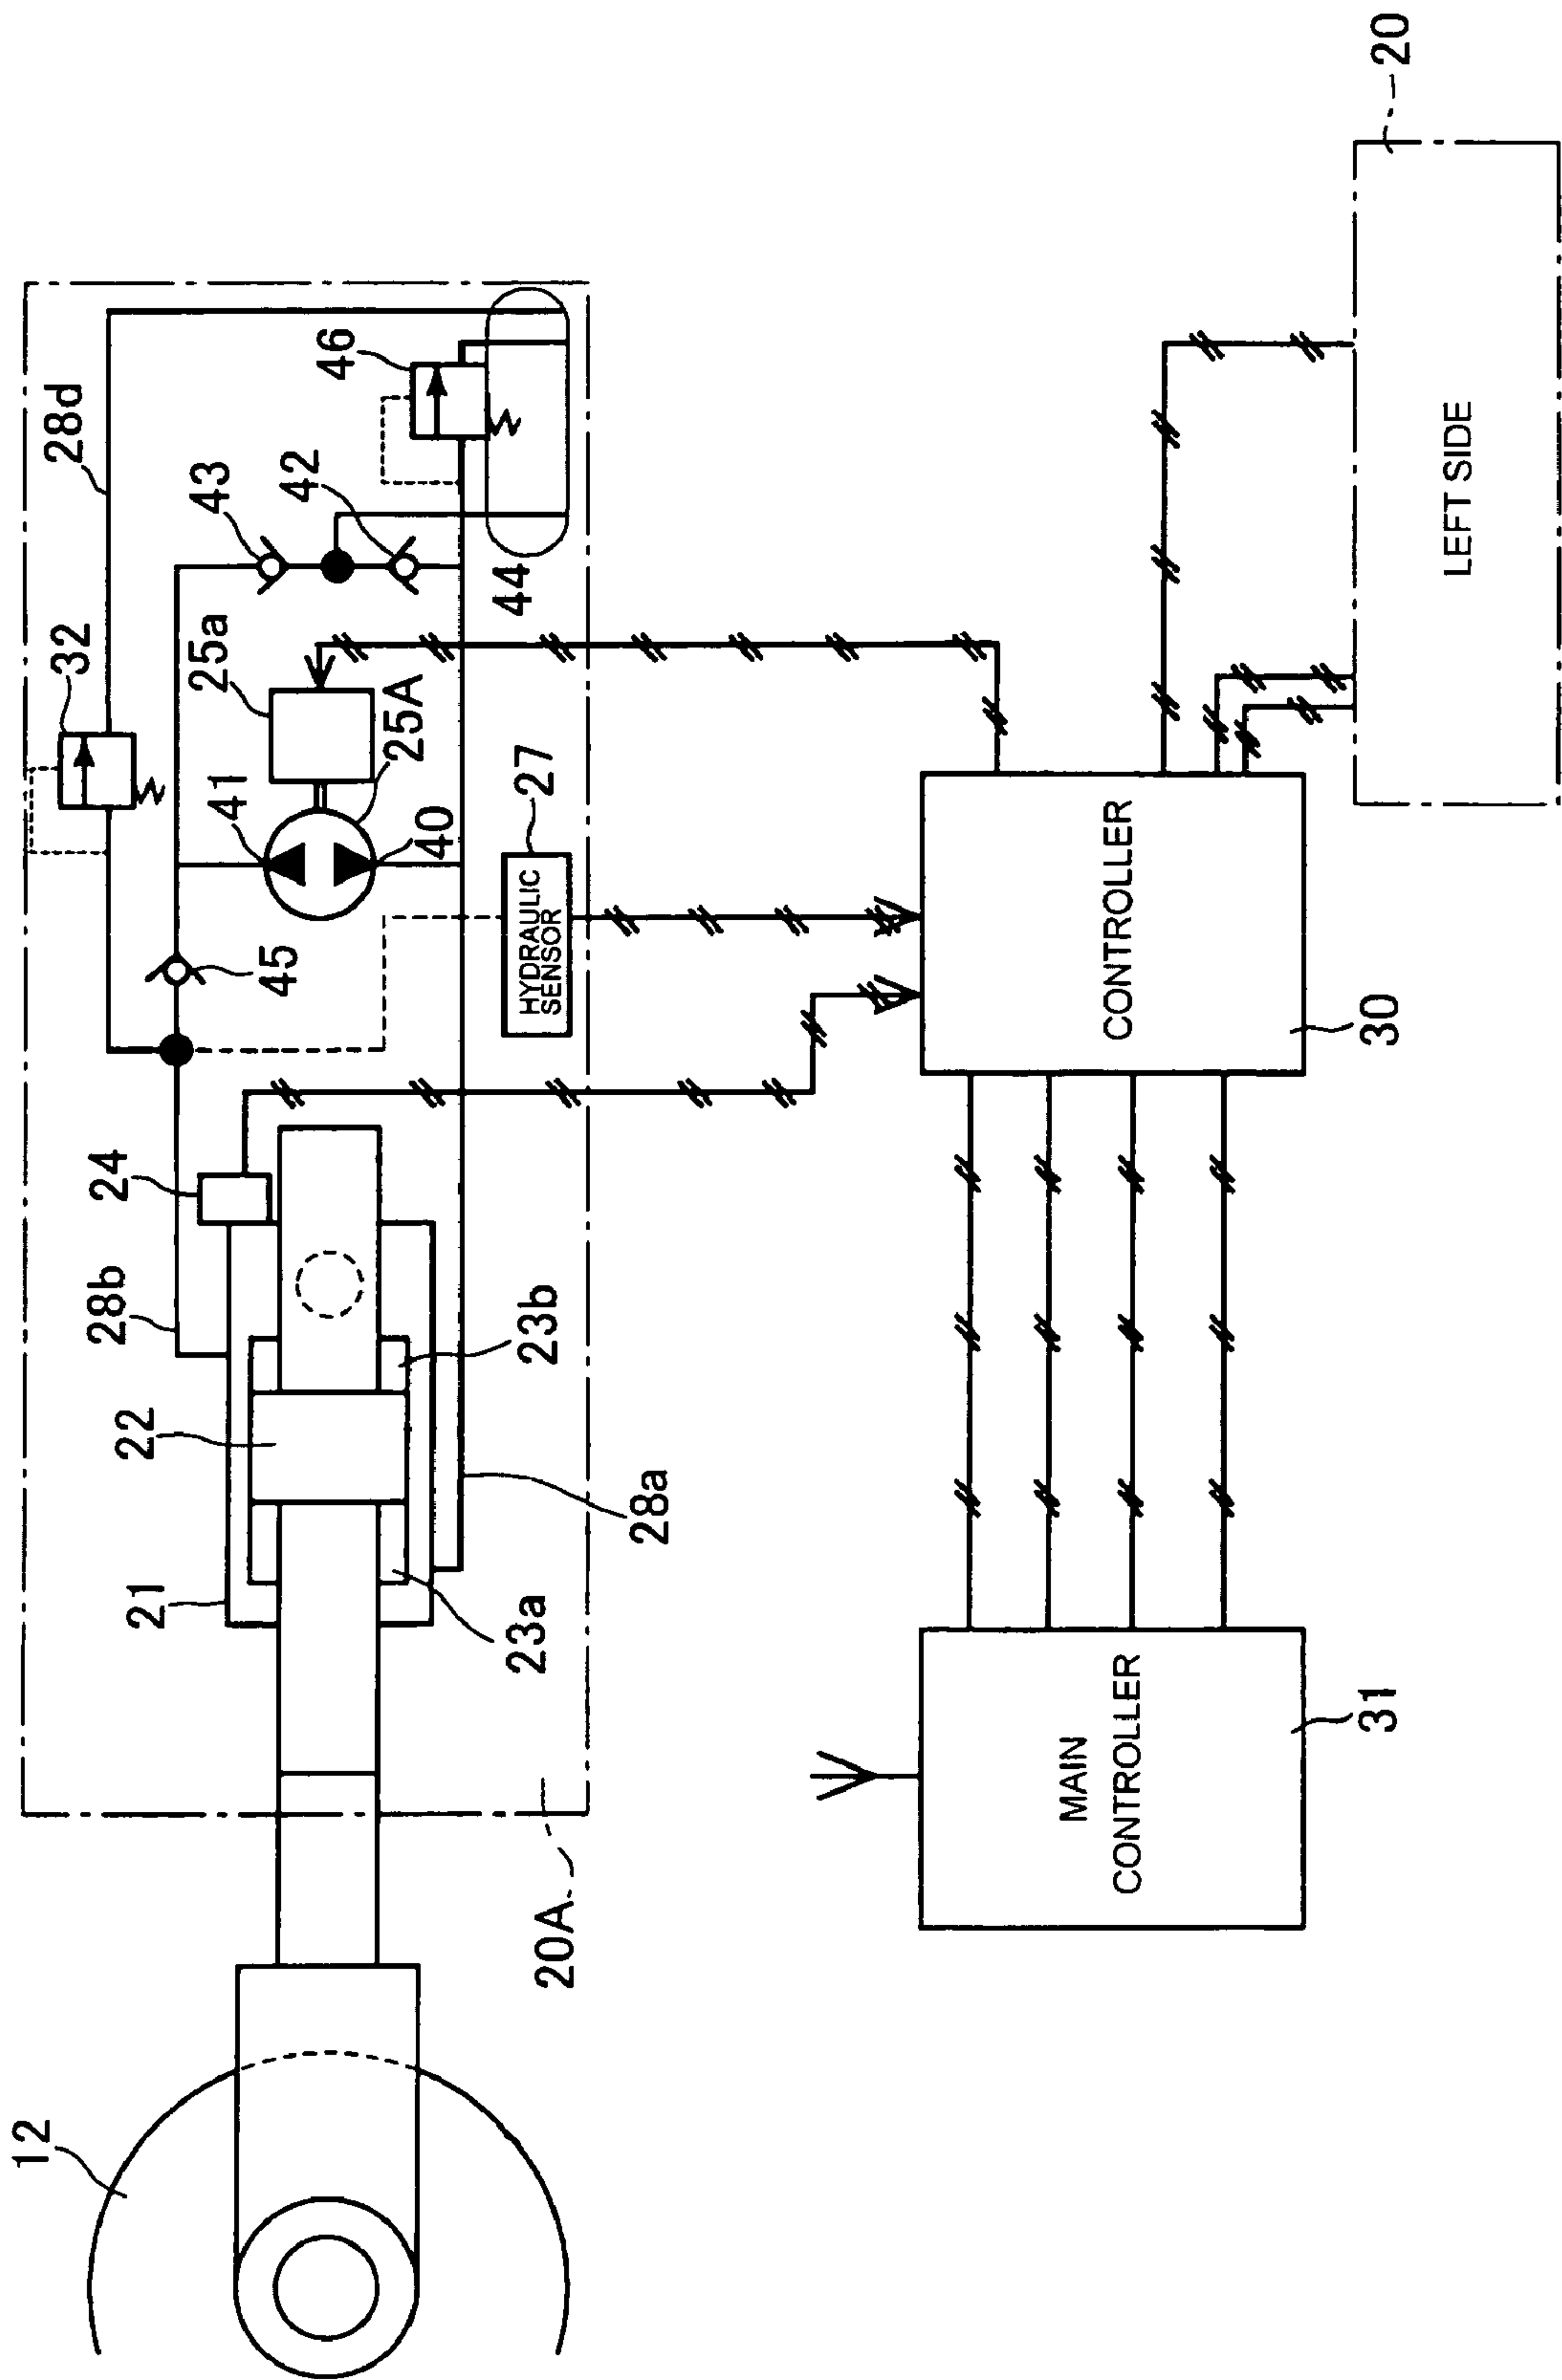 12
20A
21
22
23a
23b
24
28b
28a
45
41
40
25A
25a
32
43
42
28d
46
44
27
HYDRAULIC
SENSOR
MAIN
CONTROLLER
31
CONTROLLER
30
LEFT SIDE
20